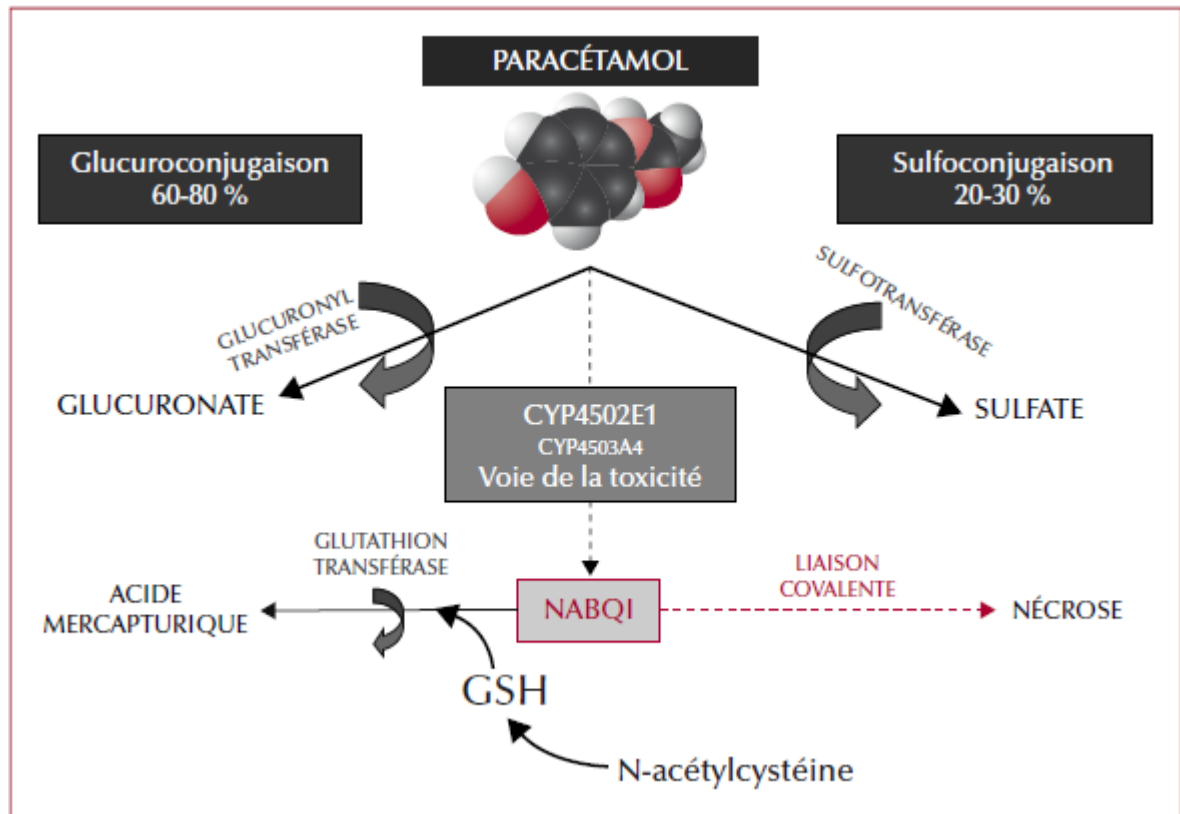 PARACÉTAMOL
Glucuroconjugaison
60-80 %
Sulfoconjugaison
20-30 %
GLUCURONYL
TRANSFÉRASE
SULFOTRANSFÉRASE
GLUCURONATE
SULFATE
CYP4502E1
CYP4503A4
Voie de la toxicité
GLUTATHION
TRANSFÉRASE
LIAISON
COVALENTE
ACIDE
MERCAPTURIQUE
NABQI
NÉCROSE
GSH
N-acétylcystéine